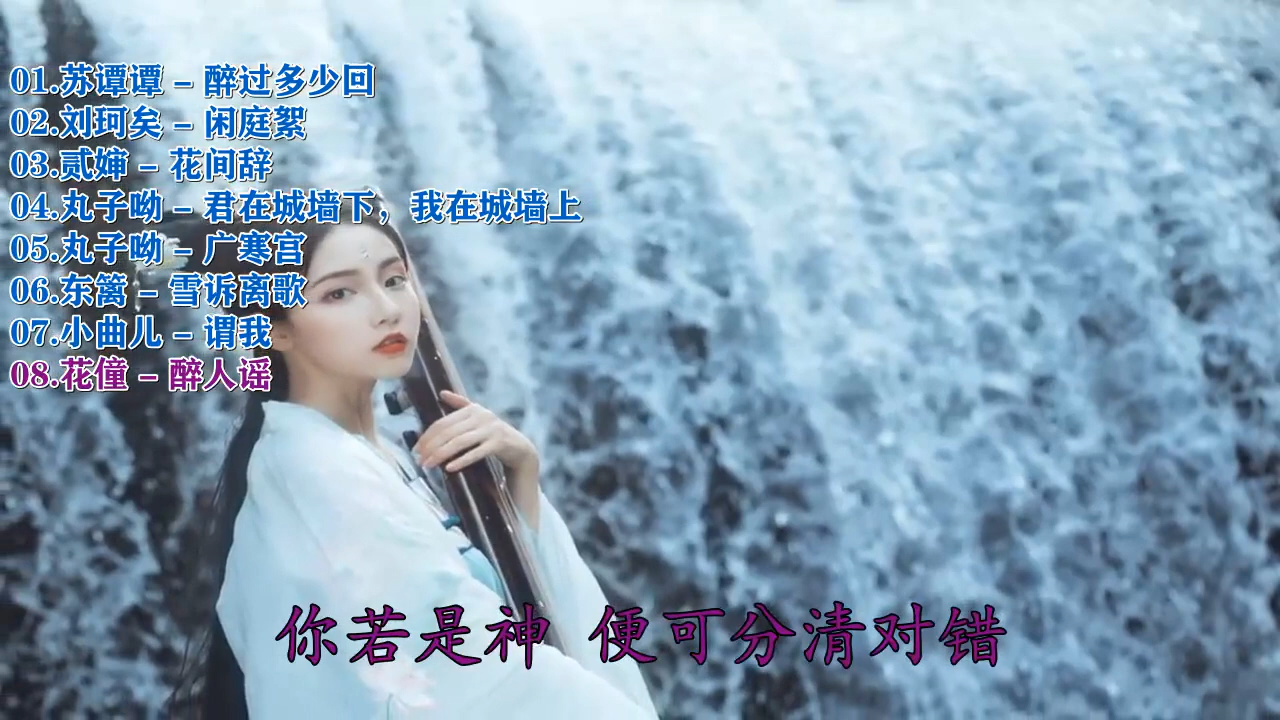 01.苏谭谭 - 醉过多少回
02.刘珂矣 - 闲庭絮
03.贰婶 - 花间辞
04.丸子呦 - 君在城墙下，我在城墙上
05.丸子呦 - 广寒宫
06.东篱 - 雪诉离歌
07.小曲儿 - 谓我
08.花僮 - 醉人谣
你若是神 便可分清对错